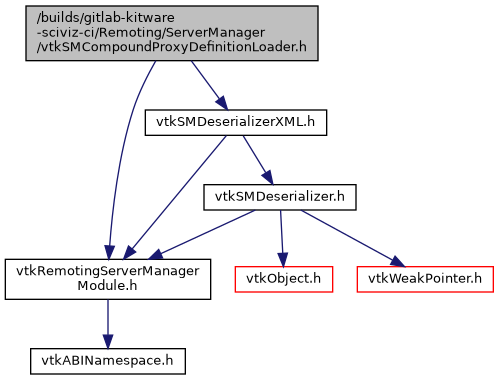 /builds/gitlab-kitware
-sciviz-ci/Remoting/ServerManager
/vtkSMCompoundProxyDefinitionLoader.h
vtkSMDeserializerXML.h
vtkSMDeserializer.h
vtkRemotingServerManager
Module.h
vtkObject.h
vtkWeakPointer.h
vtkABINamespace.h